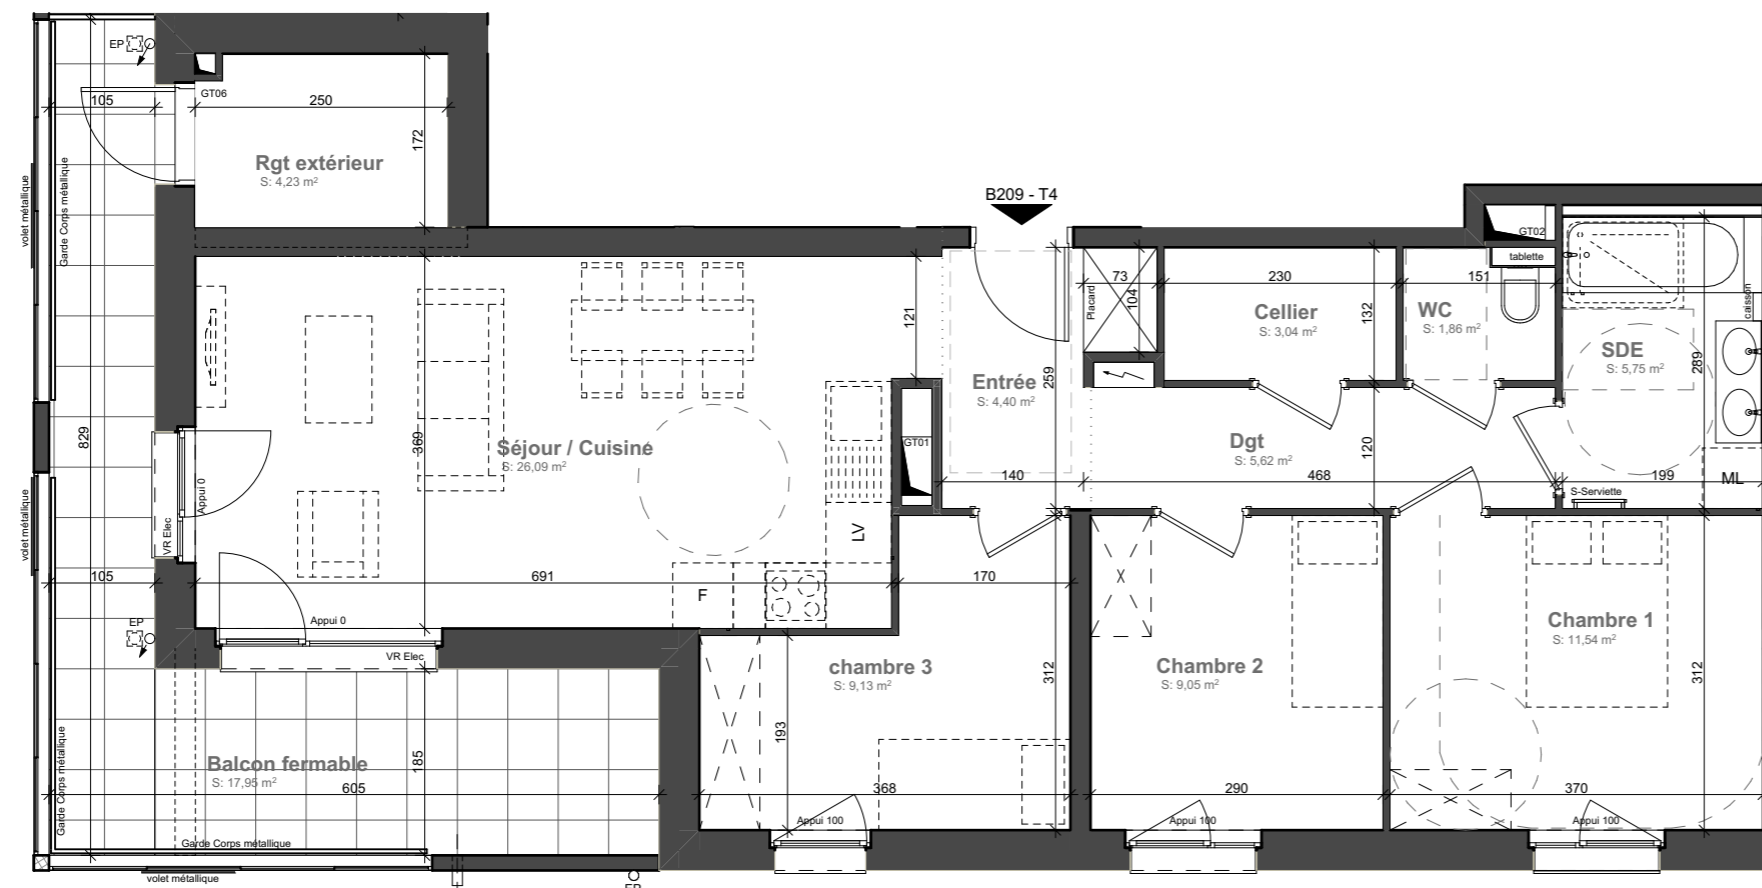 EP
GT06
105
250
172
Rgt extérieur
S: 4,23 m²
volet métallique
Garde Corps métallique
B209 - T4
GT02
tablette
73
104
Placard
230
132
151
Cellier
S: 3,04 m²
WC
S: 1,86 m²
caisson
SDE
S: 5,75 m²
289
121
Entrée
S: 4,40 m²
259
829
369
Séjour / Cuisine
S: 26,09 m²
GT01
Dgt
S: 5,62 m²
120
140
468
199
ML
S-Serviette
Appui 0
VR Elec
volet métallique
LV
105
691
170
F
Appui 0
EP
VR Elec
chambre 3
S: 9,13 m²
312
Chambre 2
S: 9,05 m²
Chambre 1
S: 11,54 m²
312
193
Garde Corps métallique
Balcon fermable
S: 17,95 m²
185
605
368
290
370
Appui 100
Appui 100
Appui 100
Garde Corps métallique
volet métallique
EP